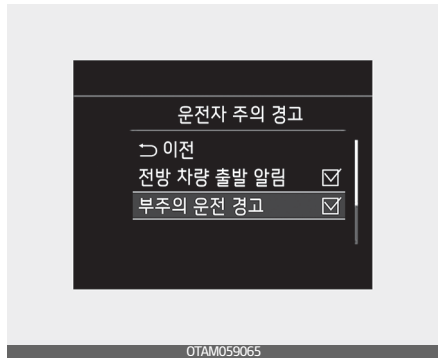 운전자 주의 경고
이전
전방 차량 출발 알림
부주의 운전 경고
OTAM059065